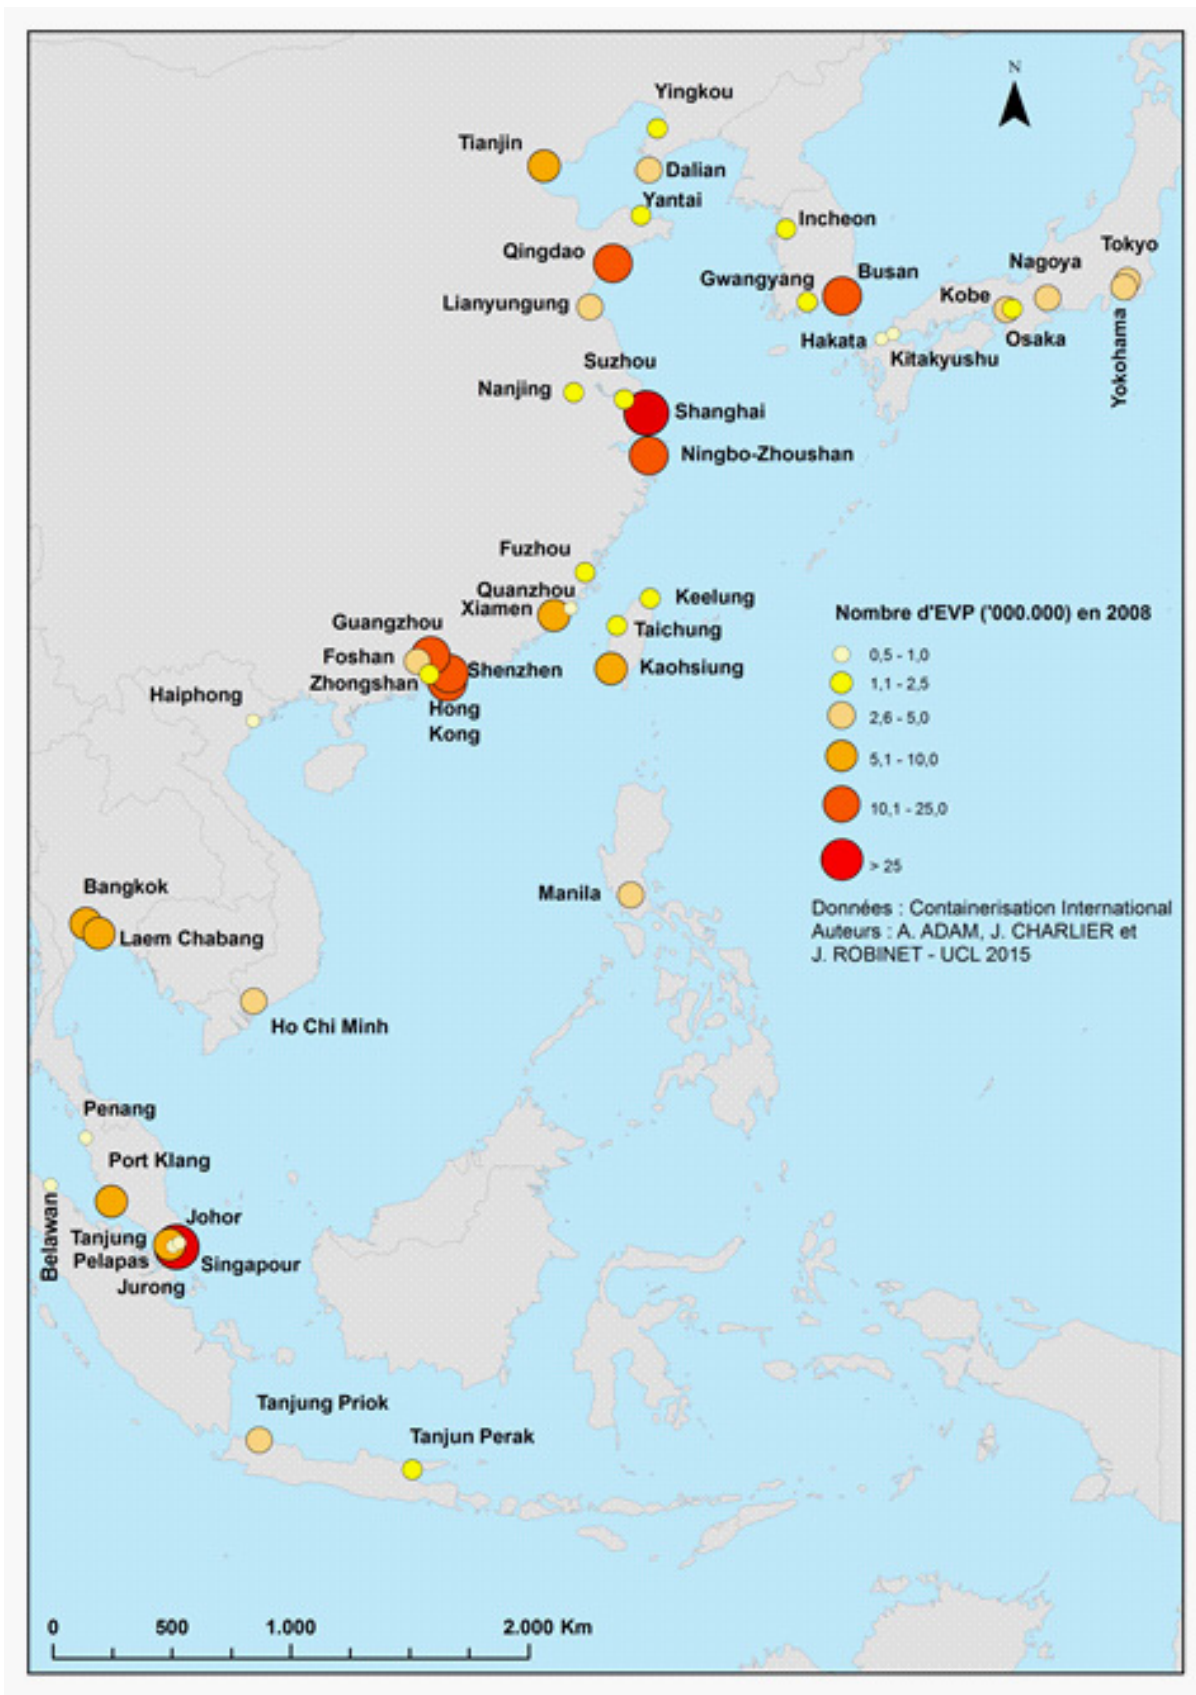 N
Yingkou
Tianjin
Dalian
Yantai
Incheon
Qingdao
Tokyo
Nagoya
Busan
Gwangyang
Kobe
Lianyungung
Hakata
Osaka
Kitakyushu
Yokohama
Suzhou
Nanjing
Shanghai
Ningbo-Zhoushan
Fuzhou
Quanzhou
Keelung
Xiamen
Guangzhou
Taichung
Foshan
Shenzhen
Kaohsiung
Zhongshan
Haiphong
Hong
Kong
Nombre d'EVP ('000.000) en 2008
0,5 - 1,0
1,1 - 2,5
2,6 - 5,0
5,1 - 10,0
10,1 - 25,0
> 25
Données : Containerisation International
Auteurs : A. ADAM, J. CHARLIER et
J. ROBINET - UCL 2015
Bangkok
Manila
Laem Chabang
Ho Chi Minh
Penang
Port Klang
Belawan
Johor
Tanjung
Pelapas
Singapour
Jurong
Tanjung Priok
Tanjun Perak
0 500 1.000 2.000 Km